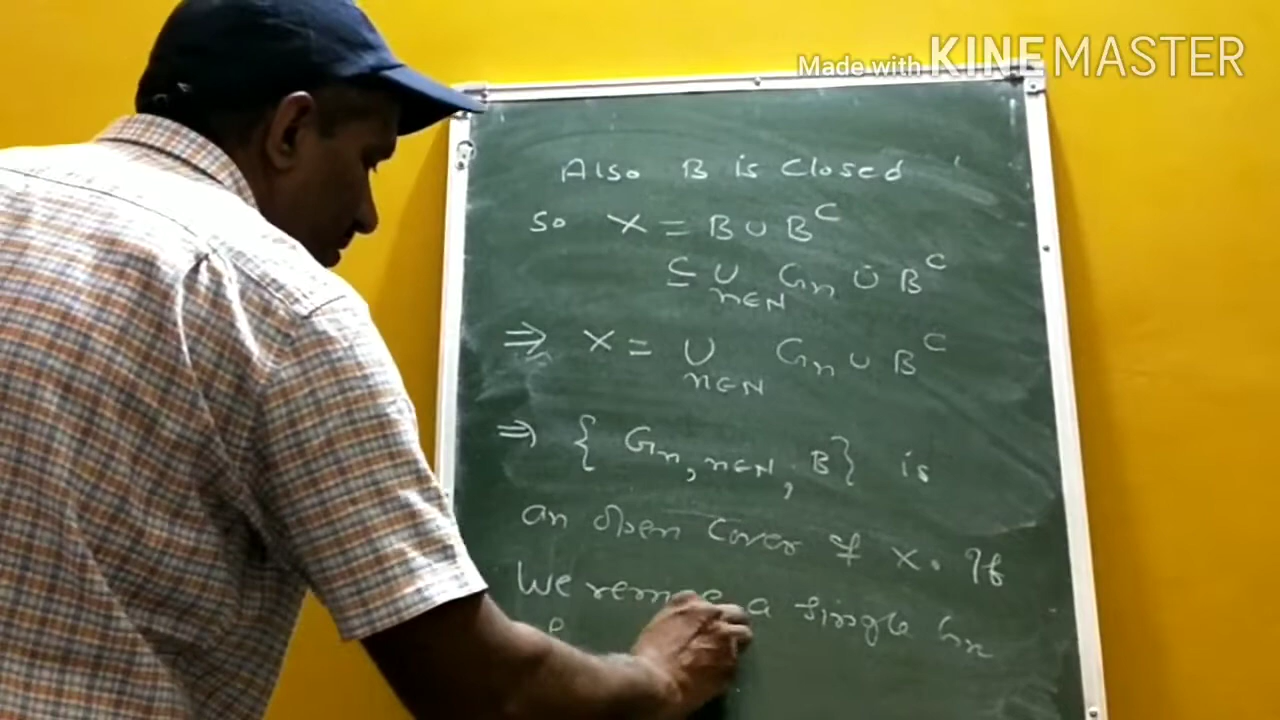 Made with KINEMASTER
Also B is Closed
So X = B ∪ B^C
⊆ ∪_{n∈N} G_n ∪ B^C
⇒ X = ∪_{n∈N} G_n ∪ B^C
⇒ { G_n, n∈N, B} is
an open cover of X. If
We remove a single G_n